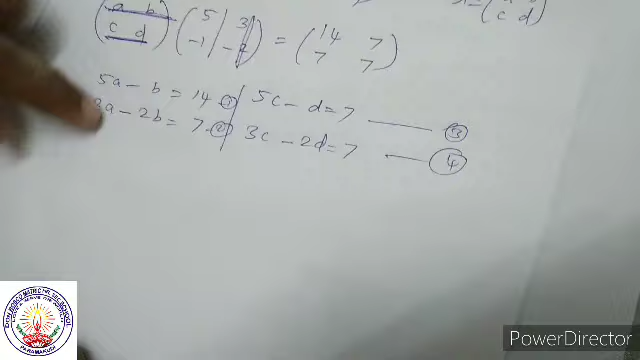 (a b
c d) (5 3
-1 -2) = (14 7
7 7)
(
c d)
5a - b = 14 ① 5c - d = 7 ③
3a - 2b = 7 ② 3c - 2d = 7 ④
PowerDirector